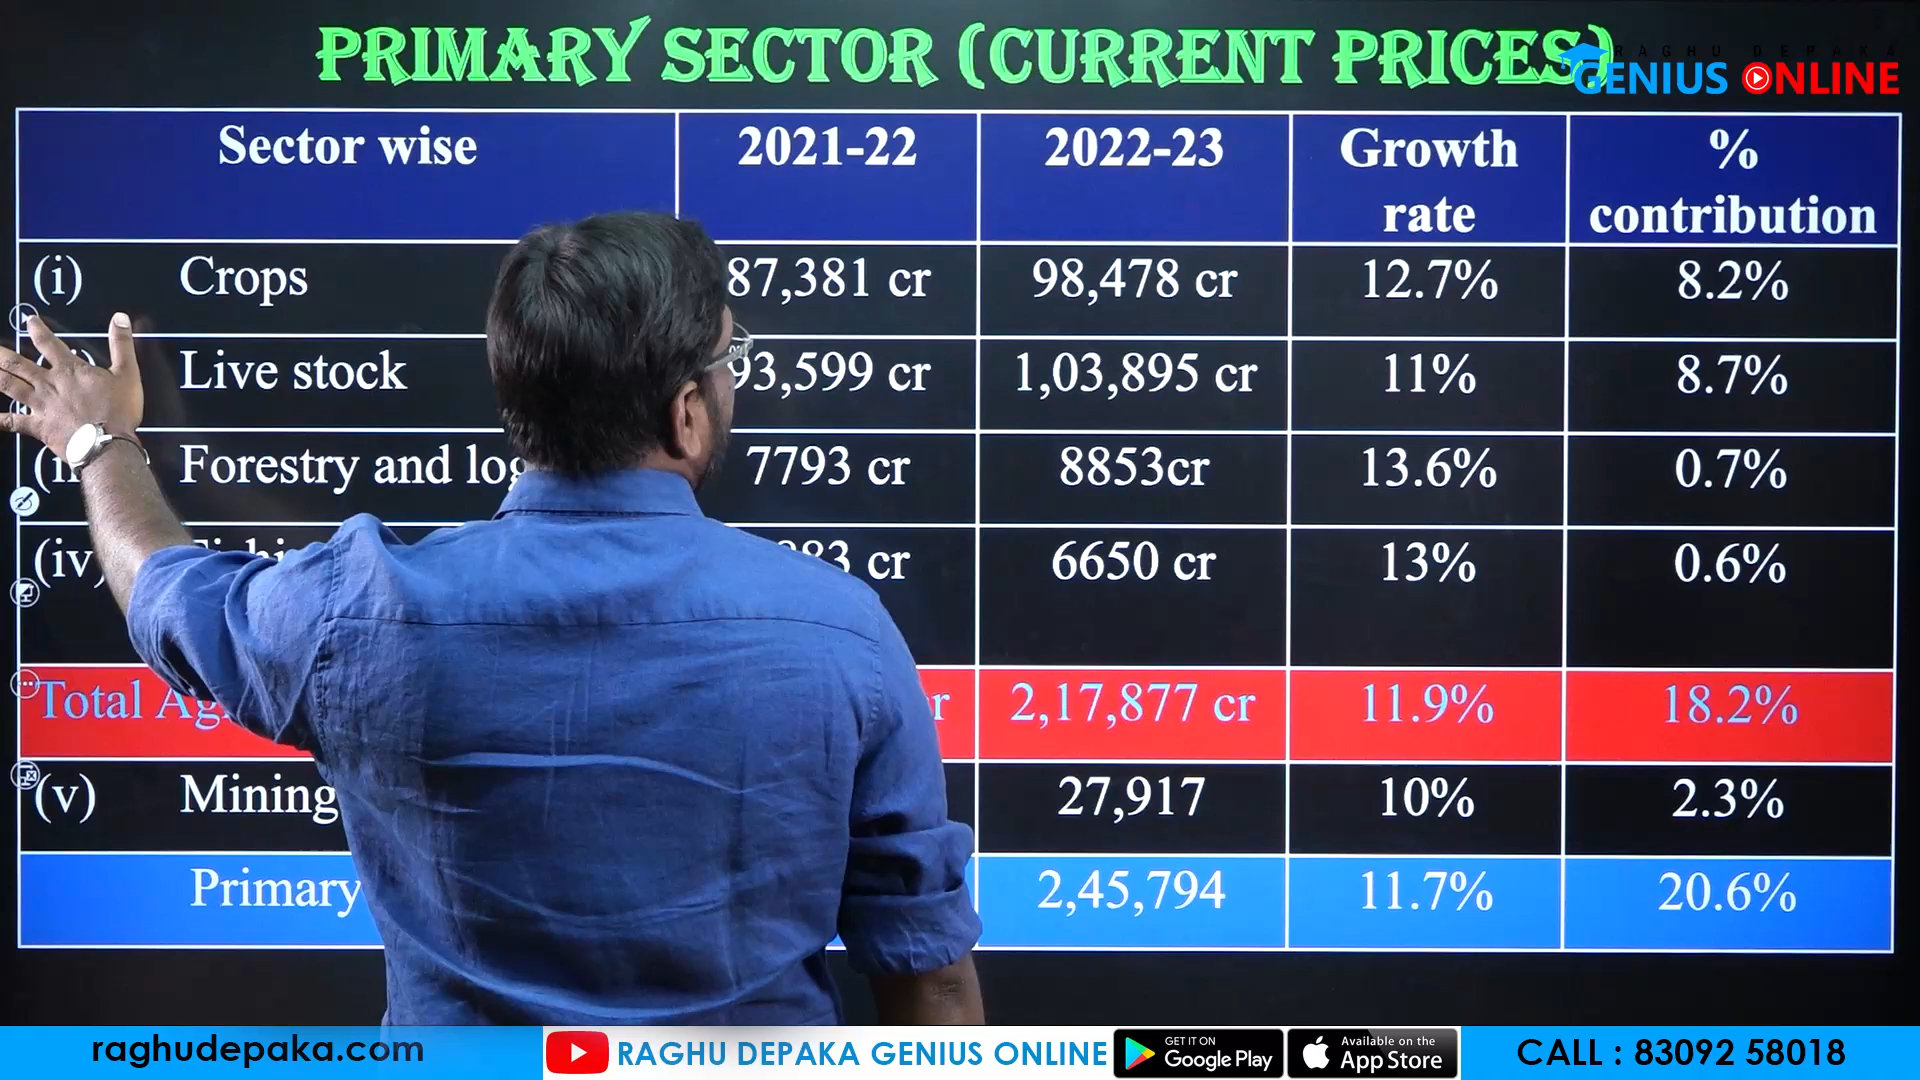 PRIMARY SECTOR (CURRENT PRICES)
RAGHU DEPAKA
GENIUS ONLINE
Sector wise 2021-22 2022-23 Growth rate % contribution
(i) Crops 87,381 cr 98,478 cr 12.7% 8.2%
Live stock 93,599 cr 1,03,895 cr 11% 8.7%
Forestry and 7793 cr 8853cr 13.6% 0.7%
(iv) cr 6650 cr 13% 0.6%
Total 2,17,877 cr 11.9% 18.2%
(v) Mining 27,917 10% 2.3%
Primary 2,45,794 11.7% 20.6%
raghudepaka.com
RAGHU DEPAKA GENIUS ONLINE
GET IT ON
Google Play
Available on the
App Store
CALL : 83092 58018